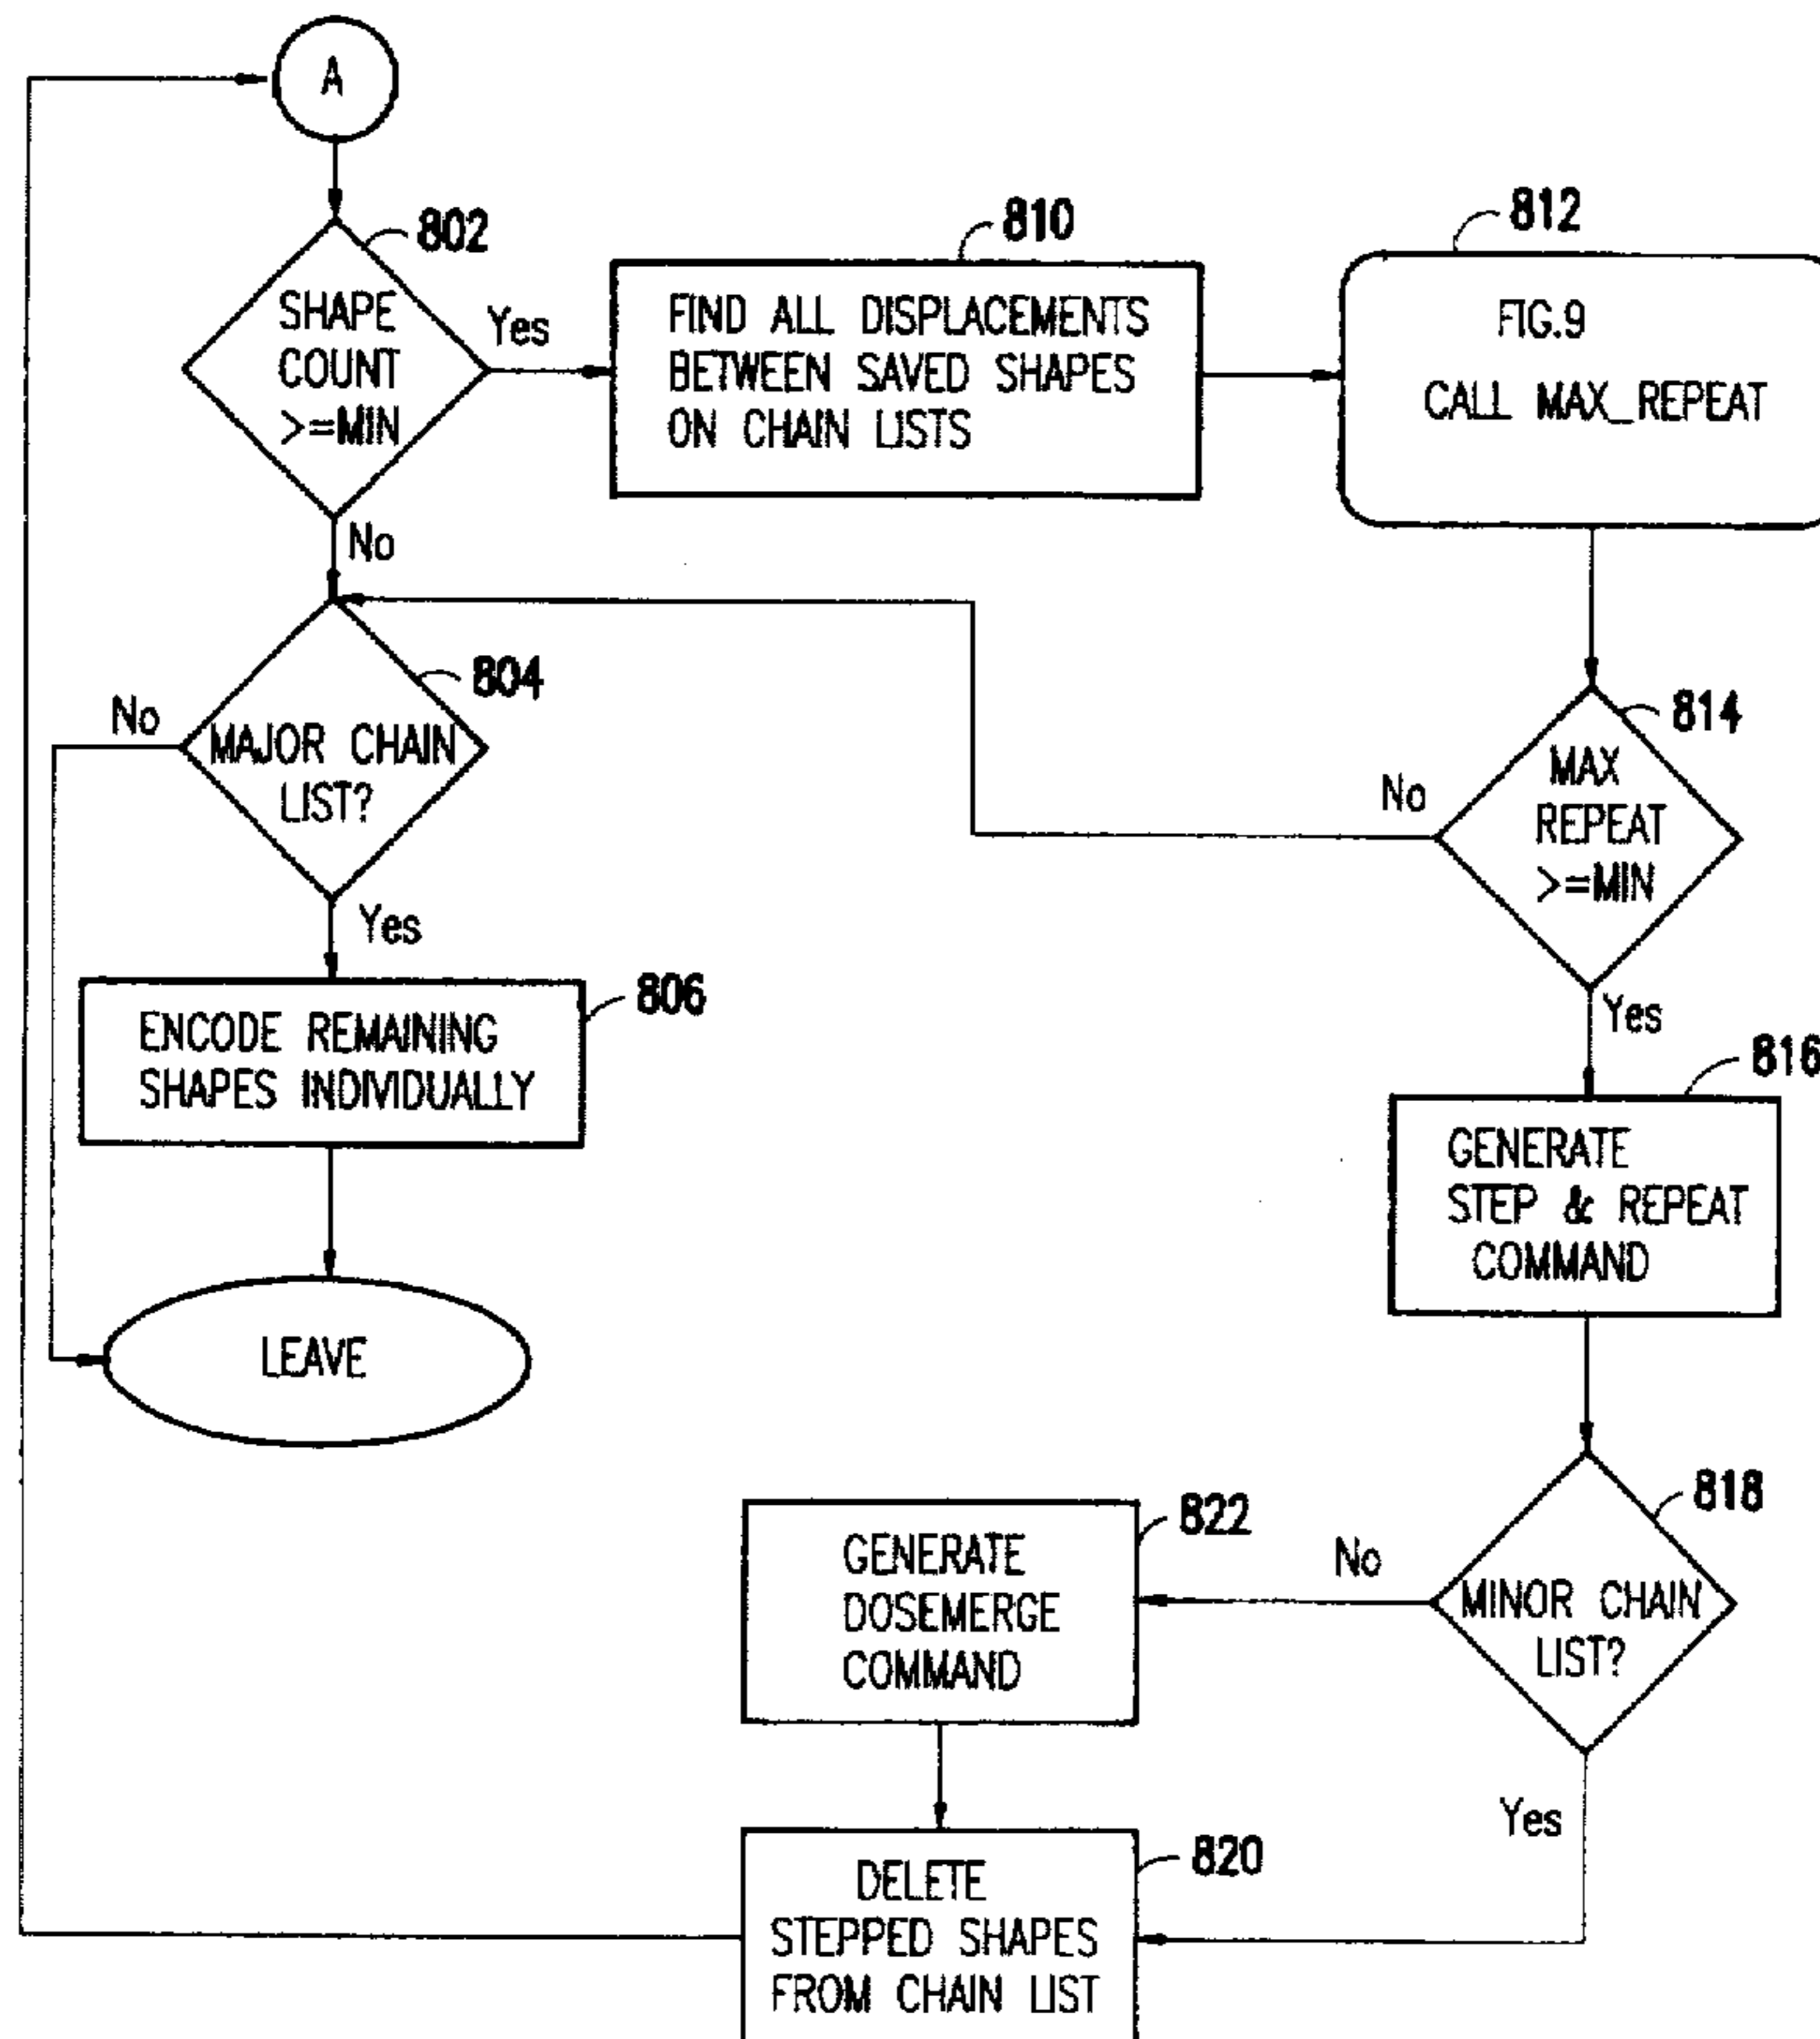 A
802
SHAPE
COUNT
>=MIN
Yes
No
810
FIND ALL DISPLACEMENTS
BETWEEN SAVED SHAPES
ON CHAIN LISTS
812
FIG.9
CALL MAX_REPEAT
804
No
MAJOR CHAIN
LIST?
Yes
814
No
MAX
REPEAT
>=MIN
Yes
806
ENCODE REMAINING
SHAPES INDIVIDUALLY
LEAVE
816
GENERATE
STEP & REPEAT
COMMAND
818
No
MINOR CHAIN
LIST?
Yes
822
GENERATE
DOSEMERGE
COMMAND
820
DELETE
STEPPED SHAPES
FROM CHAIN LIST